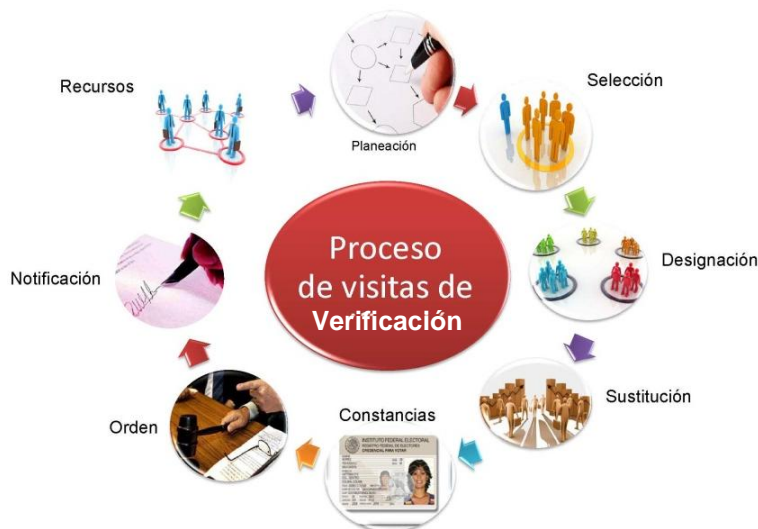 Recursos
Planeación
Selección
Designación
Sustitución
Constancias
INSTITUTO FEDERAL ELECTORAL
REGISTRO FEDERAL DE ELECTORES
CREDENCIAL PARA VOTAR
Orden
Notificación
Proceso
de visitas de
Verificación